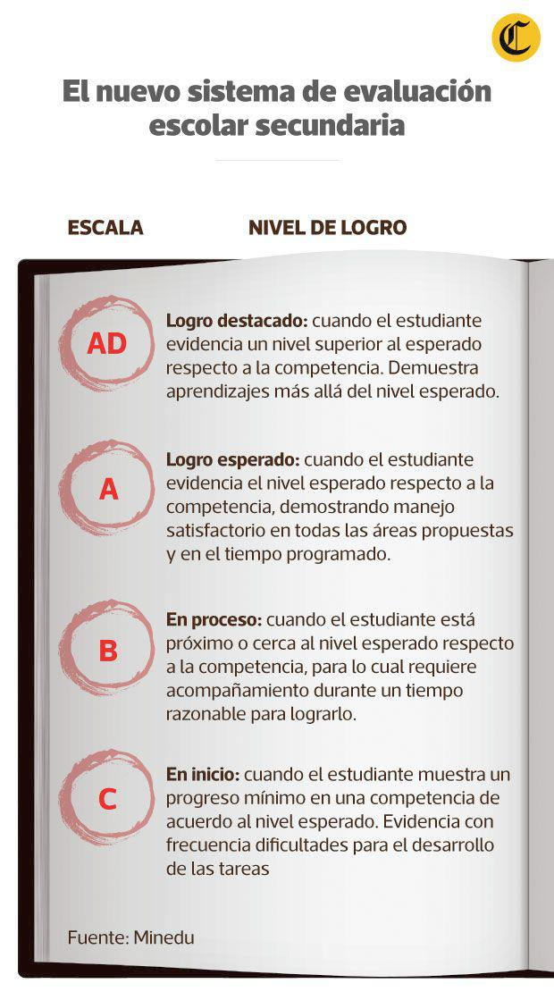 C
El nuevo sistema de evaluación
escolar secundaria
ESCALA NIVEL DE LOGRO
AD
Logro destacado: cuando el estudiante
evidencia un nivel superior al esperado
respecto a la competencia. Demuestra
aprendizajes más allá del nivel esperado.
A
Logro esperado: cuando el estudiante
evidencia el nivel esperado respecto a la
competencia, demostrando manejo
satisfactorio en todas las áreas propuestas
y en el tiempo programado.
B
En proceso: cuando el estudiante está
próximo o cerca al nivel esperado respecto
a la competencia, para lo cual requiere
acompañamiento durante un tiempo
razonable para lograrlo.
C
En inicio: cuando el estudiante muestra un
progreso mínimo en una competencia de
acuerdo al nivel esperado. Evidencia con
frecuencia dificultades para el desarrollo
de las tareas
Fuente: Minedu